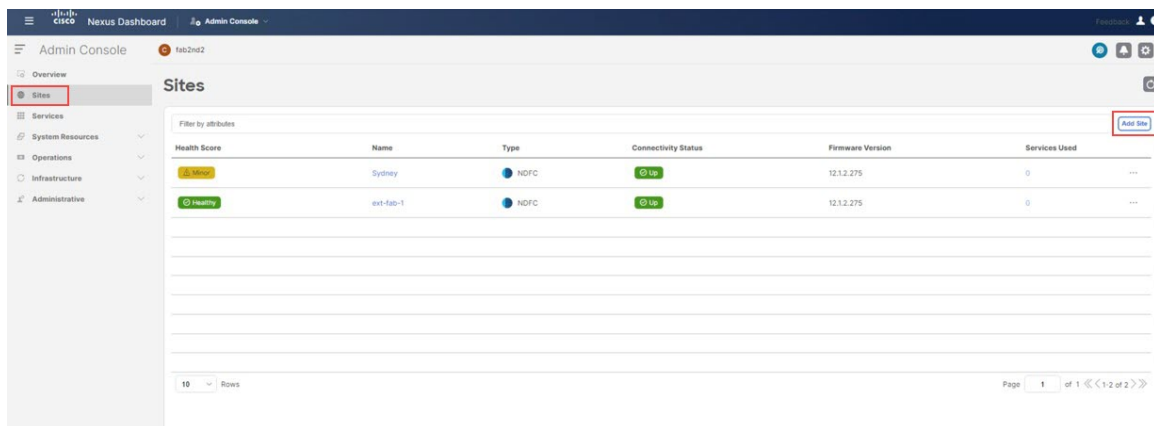 cisco Nexus Dashboard Admin Console Feedback
Admin Console
C fab2nd2
Overview
Sites
Services
System Resources
Operations
Infrastructure
Administrative
Sites
Filter by attributes
Add Site
Health Score Name Type Connectivity Status Firmware Version Services Used
Minor Sydney NDFC Up 12.1.2.275 0 ...
Healthy ext-fab-1 NDFC Up 12.1.2.275 0 ...
10 Rows Page 1 of 1 1-2 of 2